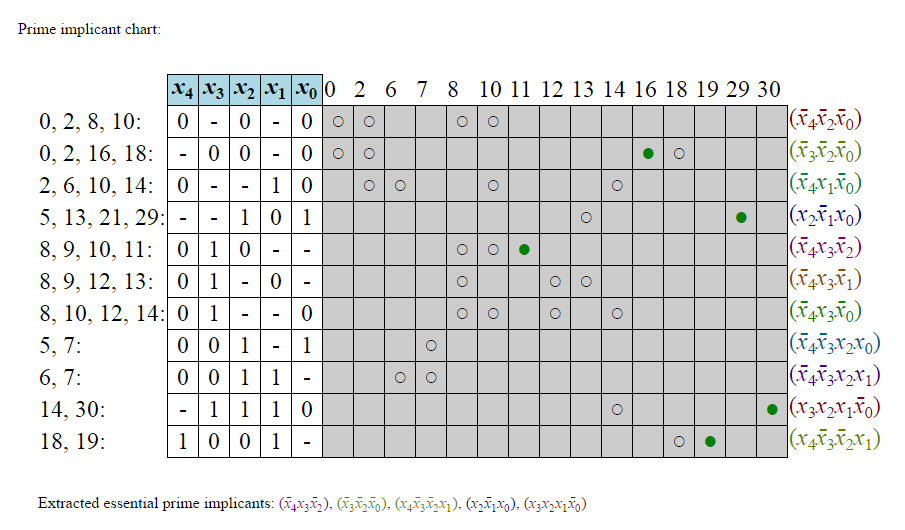 Prime implicant chart:
x₄ x₃ x₂ x₁ x₀ 0 2 6 7 8 10 11 12 13 14 16 18 19 29 30
0, 2, 8, 10: 0 - 0 - 0 ○ ○ ○ ○ (x̄₄x̄₂x̄₀)
0, 2, 16, 18: - 0 0 - 0 ○ ○ ● ○ (x̄₃x̄₂x̄₀)
2, 6, 10, 14: 0 - - 1 0 ○ ○ ○ ○ (x̄₄x₁x̄₀)
5, 13, 21, 29: - - 1 0 1 ○ ● (x₂x̄₁x₀)
8, 9, 10, 11: 0 1 0 - - ○ ○ ● (x̄₄x₃x̄₂)
8, 9, 12, 13: 0 1 - 0 - ○ ○ ○ (x̄₄x₃x̄₁)
8, 10, 12, 14: 0 1 - - 0 ○ ○ ○ ○ (x̄₄x₃x̄₀)
5, 7: 0 0 1 - 1 ○ (x̄₄x̄₃x₂x₀)
6, 7: 0 0 1 1 - ○ ○ (x̄₄x̄₃x₂x₁)
14, 30: - 1 1 1 0 ○ ● (x₃x₂x₁x̄₀)
18, 19: 1 0 0 1 - ○ ● (x₄x̄₃x̄₂x₁)
Extracted essential prime implicants: (x̄₄x₃x̄₂), (x̄₃x̄₂x̄₀), (x₄x̄₃x̄₂x₁), (x₂x̄₁x₀), (x₃x₂x₁x̄₀)